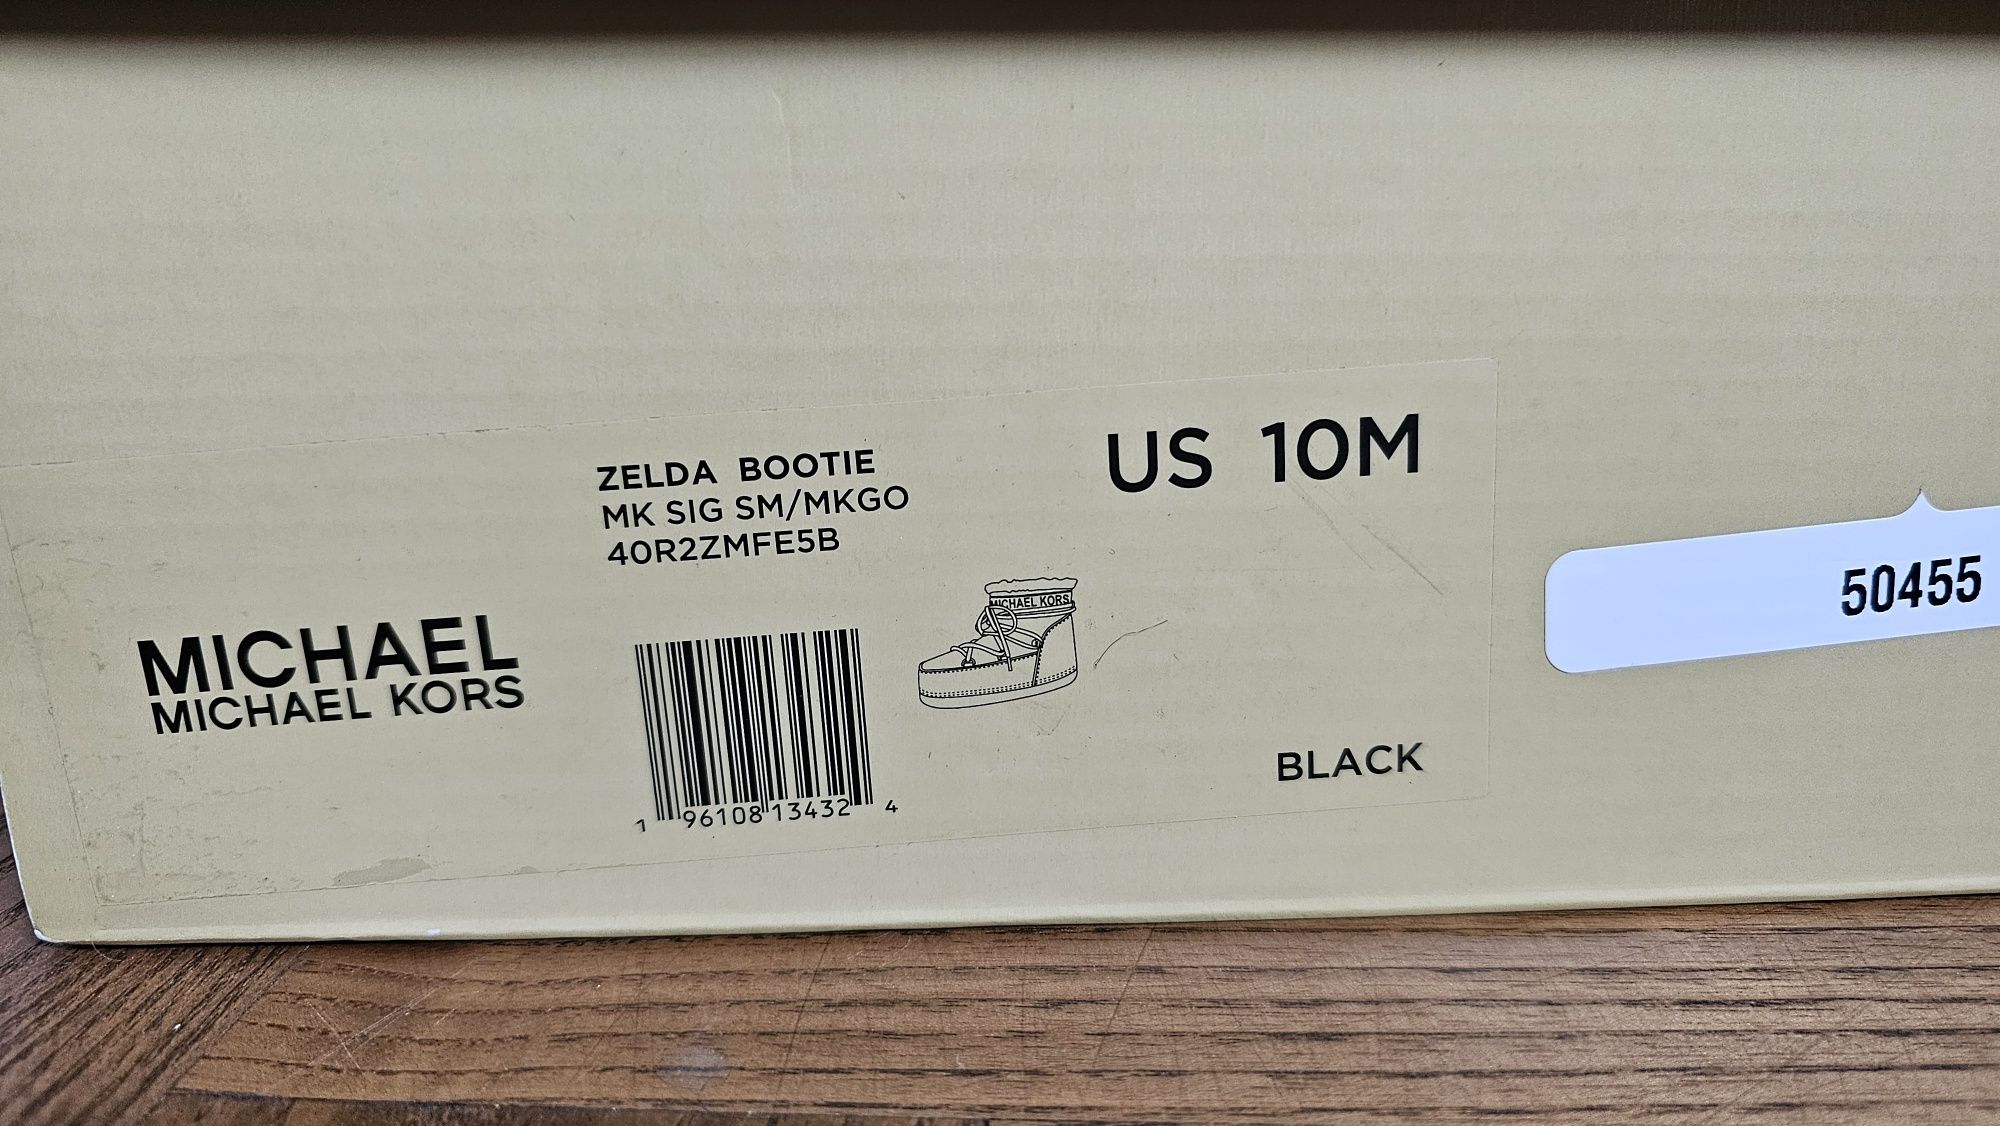 ZELDA BOOTIE
MK SIG SM/MKGO
40R2ZMFE5B
US 10M
MICHAEL
MICHAEL KORS
MICHAEL KORS
1 96108 13432 4
BLACK
50455